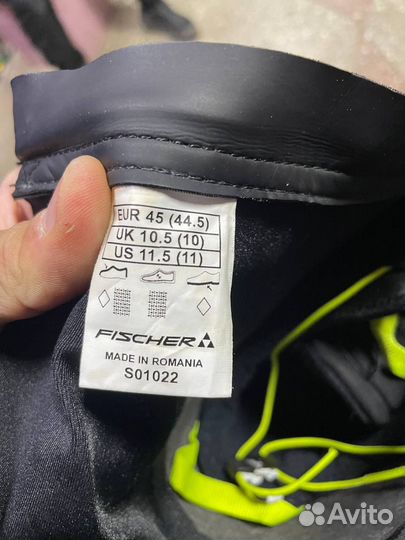 EUR 45 (44.5)
UK 10.5 (10)
US 11.5 (11)
FISCHER
MADE IN ROMANIA
S01022
Avito